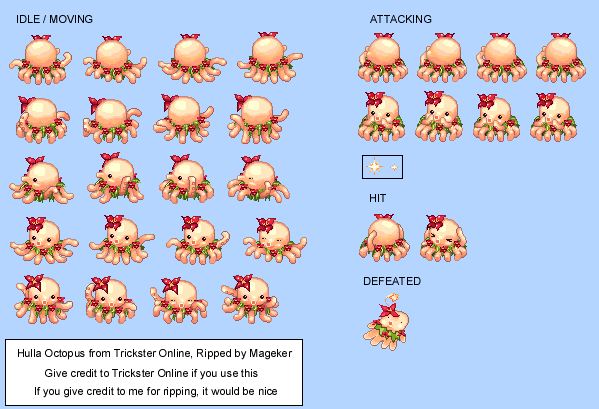 IDLE / MOVING
ATTACKING
HIT
DEFEATED
Hulla Octopus from Trickster Online, Ripped by Mageker
Give credit to Trickster Online if you use this
If you give credit to me for ripping, it would be nice